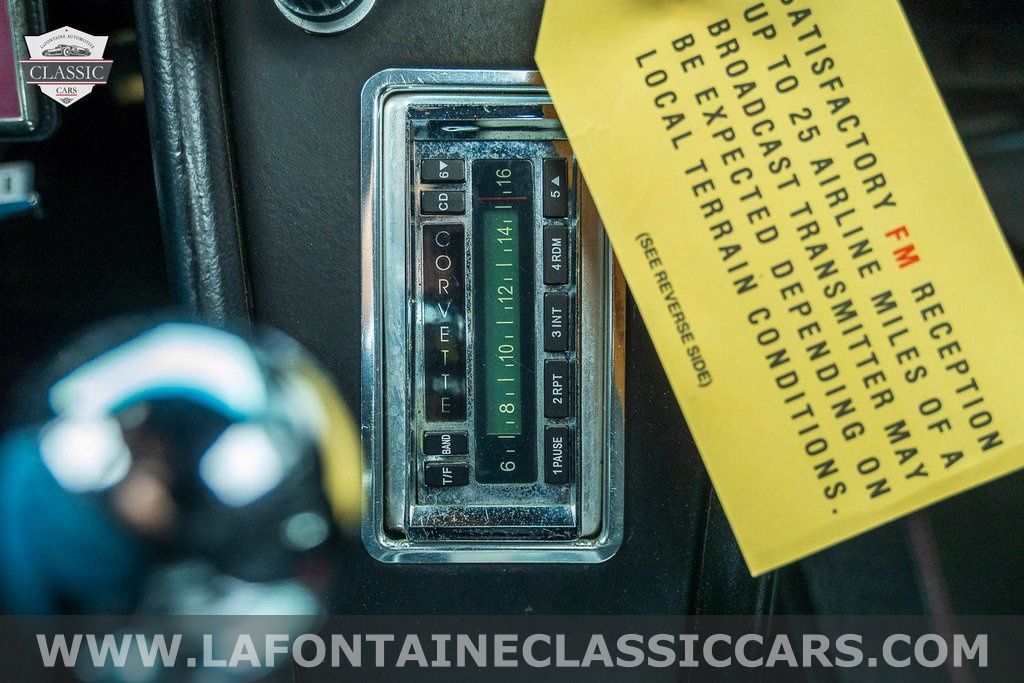 LAFONTAINE AUTOMOTIVE
CLASSIC
CARS
6▼
CD
CORVETTE
BAND
T/F
6 8 10 12 14 16
1 PAUSE
2 RPT
3 INT
4 RDM
5▲
SATISFACTORY FM RECEPTION
UP TO 25 AIRLINE MILES OF A
BROADCAST TRANSMITTER MAY
BE EXPECTED DEPENDING ON
LOCAL TERRAIN CONDITIONS.
(SEE REVERSE SIDE)
WWW.LAFONTAINECLASSICCARS.COM